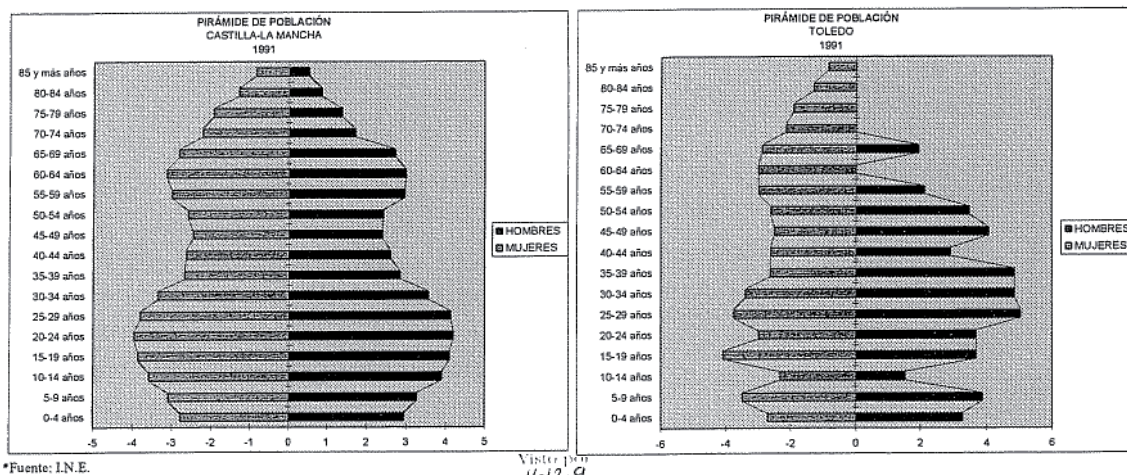 PIRÁMIDE DE POBLACIÓN
CASTILLA-LA MANCHA
1991
85 y más años
80-84 años
75-79 años
70-74 años
65-69 años
60-64 años
55-59 años
50-54 años
45-49 años
40-44 años
35-39 años
30-34 años
25-29 años
20-24 años
15-19 años
10-14 años
5-9 años
0-4 años
-5 -4 -3 -2 -1 0 1 2 3 4 5
HOMBRES
MUJERES
PIRÁMIDE DE POBLACIÓN
TOLEDO
1991
85 y más años
80-84 años
75-79 años
70-74 años
65-69 años
60-64 años
55-59 años
50-54 años
45-49 años
40-44 años
35-39 años
30-34 años
25-29 años
20-24 años
15-19 años
10-14 años
5-9 años
0-4 años
-6 -4 -2 0 2 4 6
HOMBRES
MUJERES
*Fuente: I.N.E.
Visto por